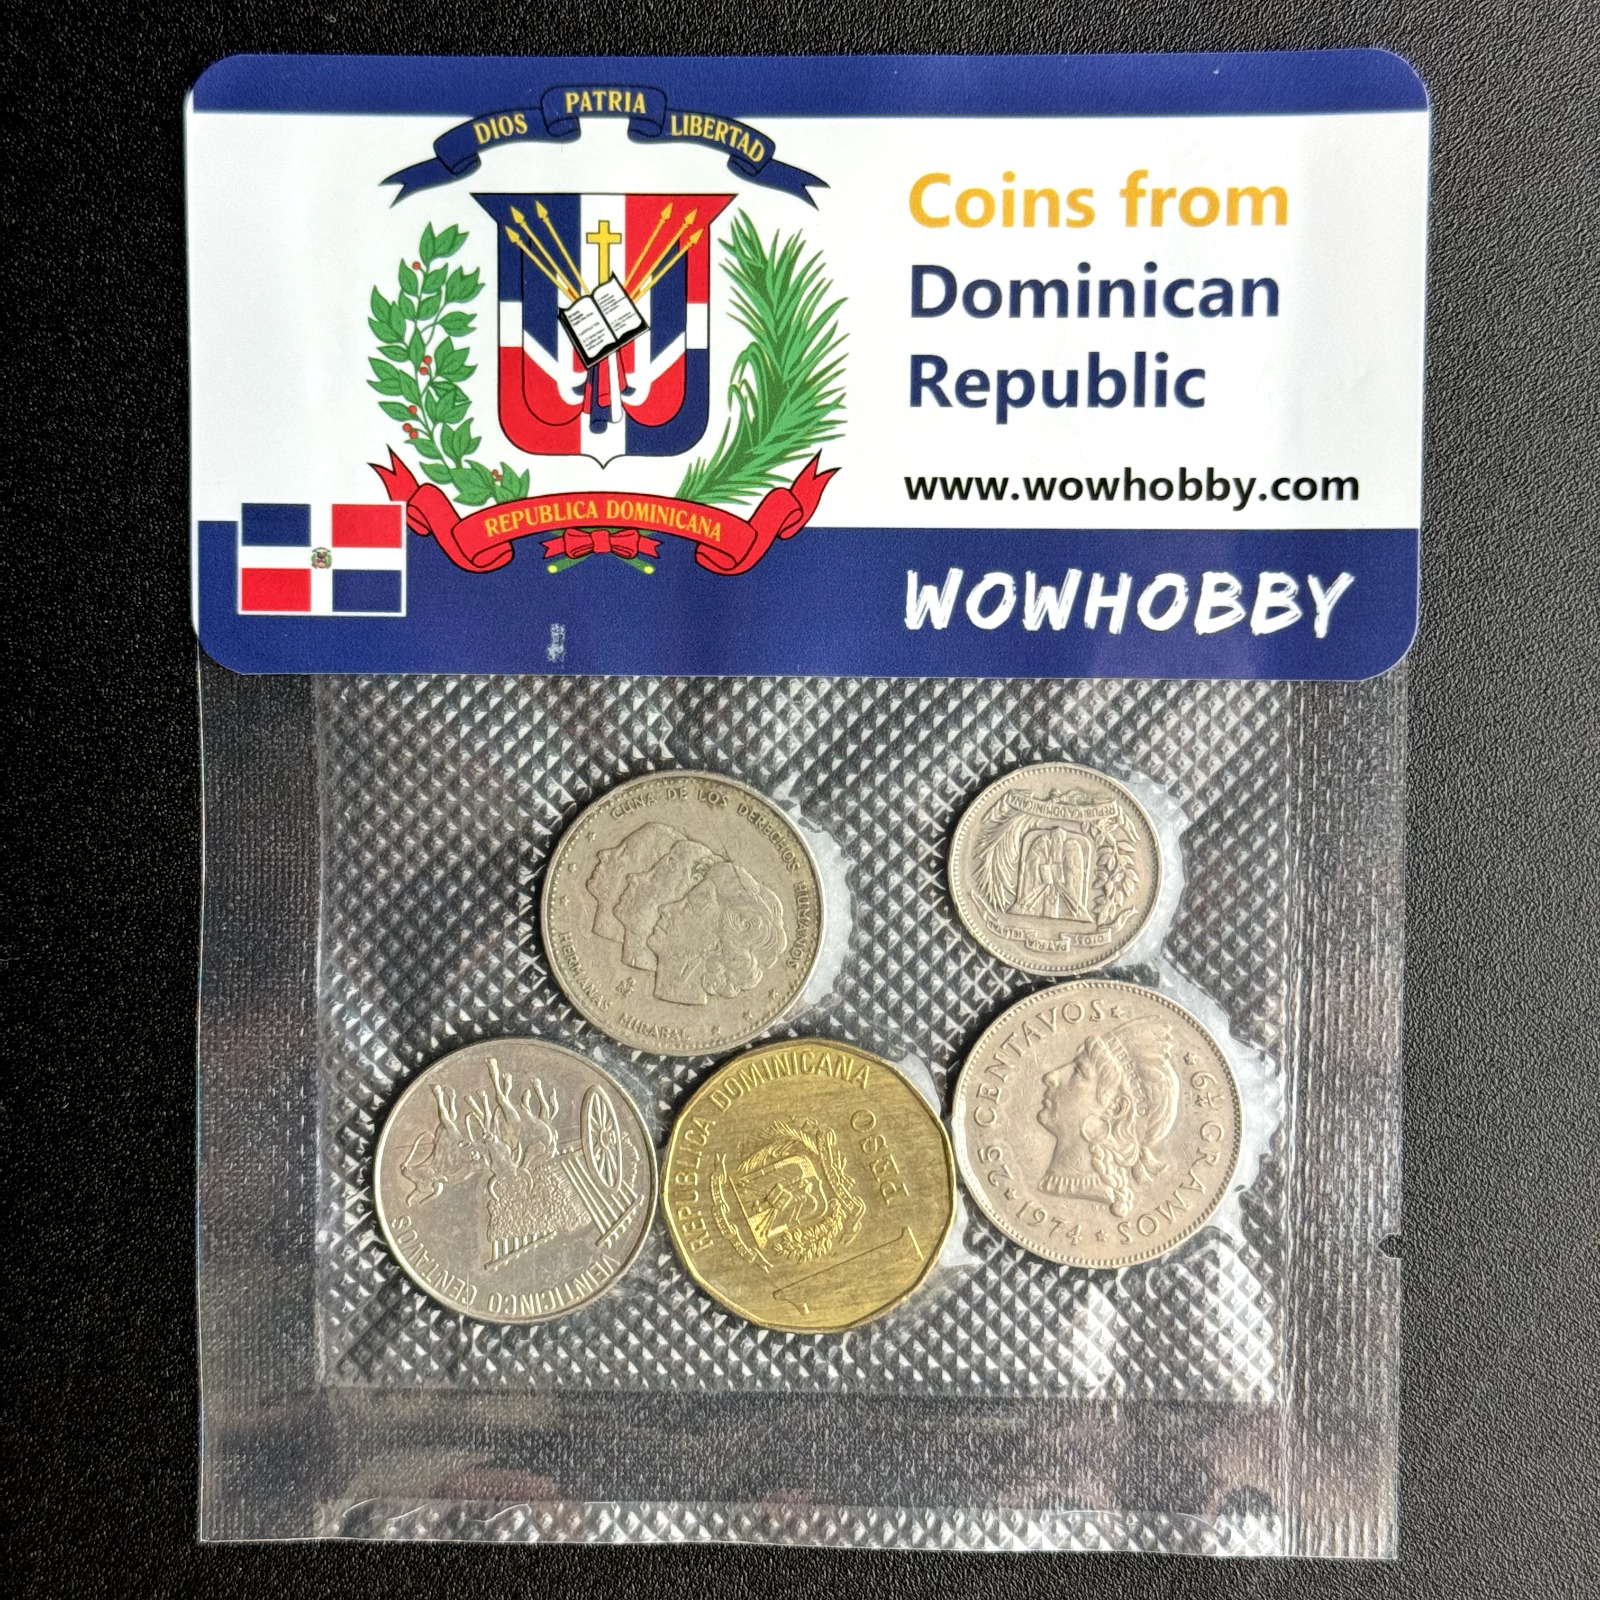 DIOS PATRIA LIBERTAD
Coins from
Dominican
Republic
www.wowhobby.com
REPUBLICA DOMINICANA
WOWHOBBY
CUNA DE LOS DERECHOS HUMANOS
HERMANAS MIRABAL
REPUBLICA DOMINICANA
DIOS PATRIA
VEINTICINCO CENTAVOS
REPUBLICA DOMINICANA
1 PESO
25 CENTAVOS
6¼ GRAMOS
1974